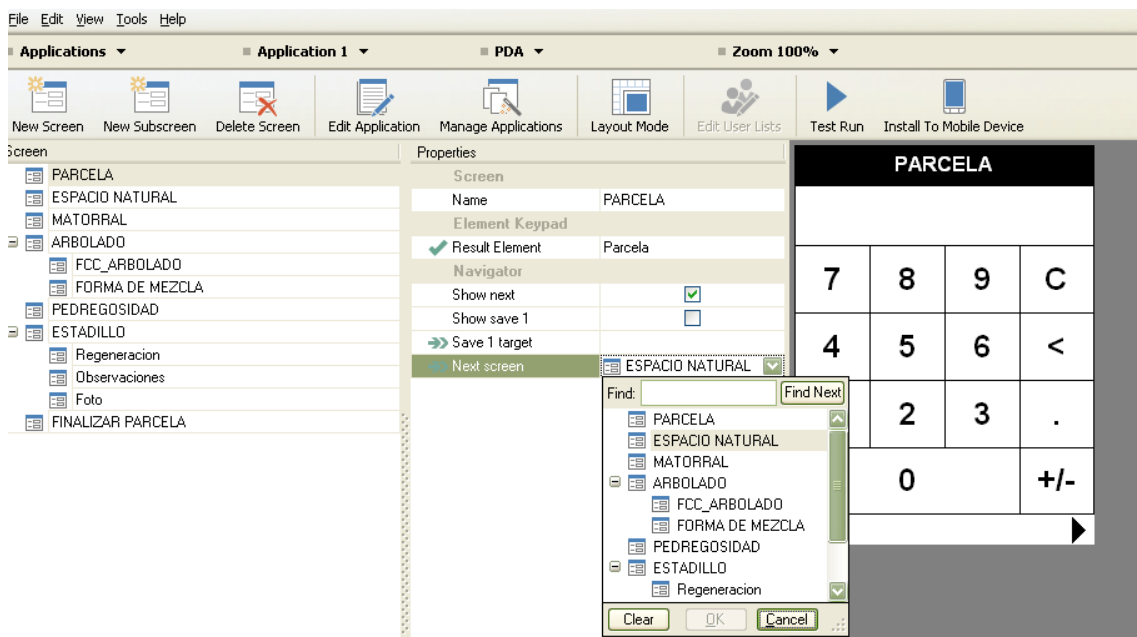 File Edit View Tools Help
Applications Application 1 PDA Zoom 100%
New Screen New Subscreen Delete Screen Edit Application Manage Applications Layout Mode Edit User Lists Test Run Install To Mobile Device
Screen
PARCELA
ESPACIO NATURAL
MATORRAL
ARBOLADO
FCC_ARBOLADO
FORMA DE MEZCLA
PEDREGOSIDAD
ESTADILLO
Regeneracion
Observaciones
Foto
FINALIZAR PARCELA
Properties
Screen
Name PARCELA
Element Keypad
Result Element Parcela
Navigator
Show next
Show save 1
Save 1 target
Next screen ESPACIO NATURAL
Find: Find Next
PARCELA
ESPACIO NATURAL
MATORRAL
ARBOLADO
FCC_ARBOLADO
FORMA DE MEZCLA
PEDREGOSIDAD
ESTADILLO
Regeneracion
Clear OK Cancel
PARCELA
7 8 9 C
4 5 6 <
2 3 .
0 +/-